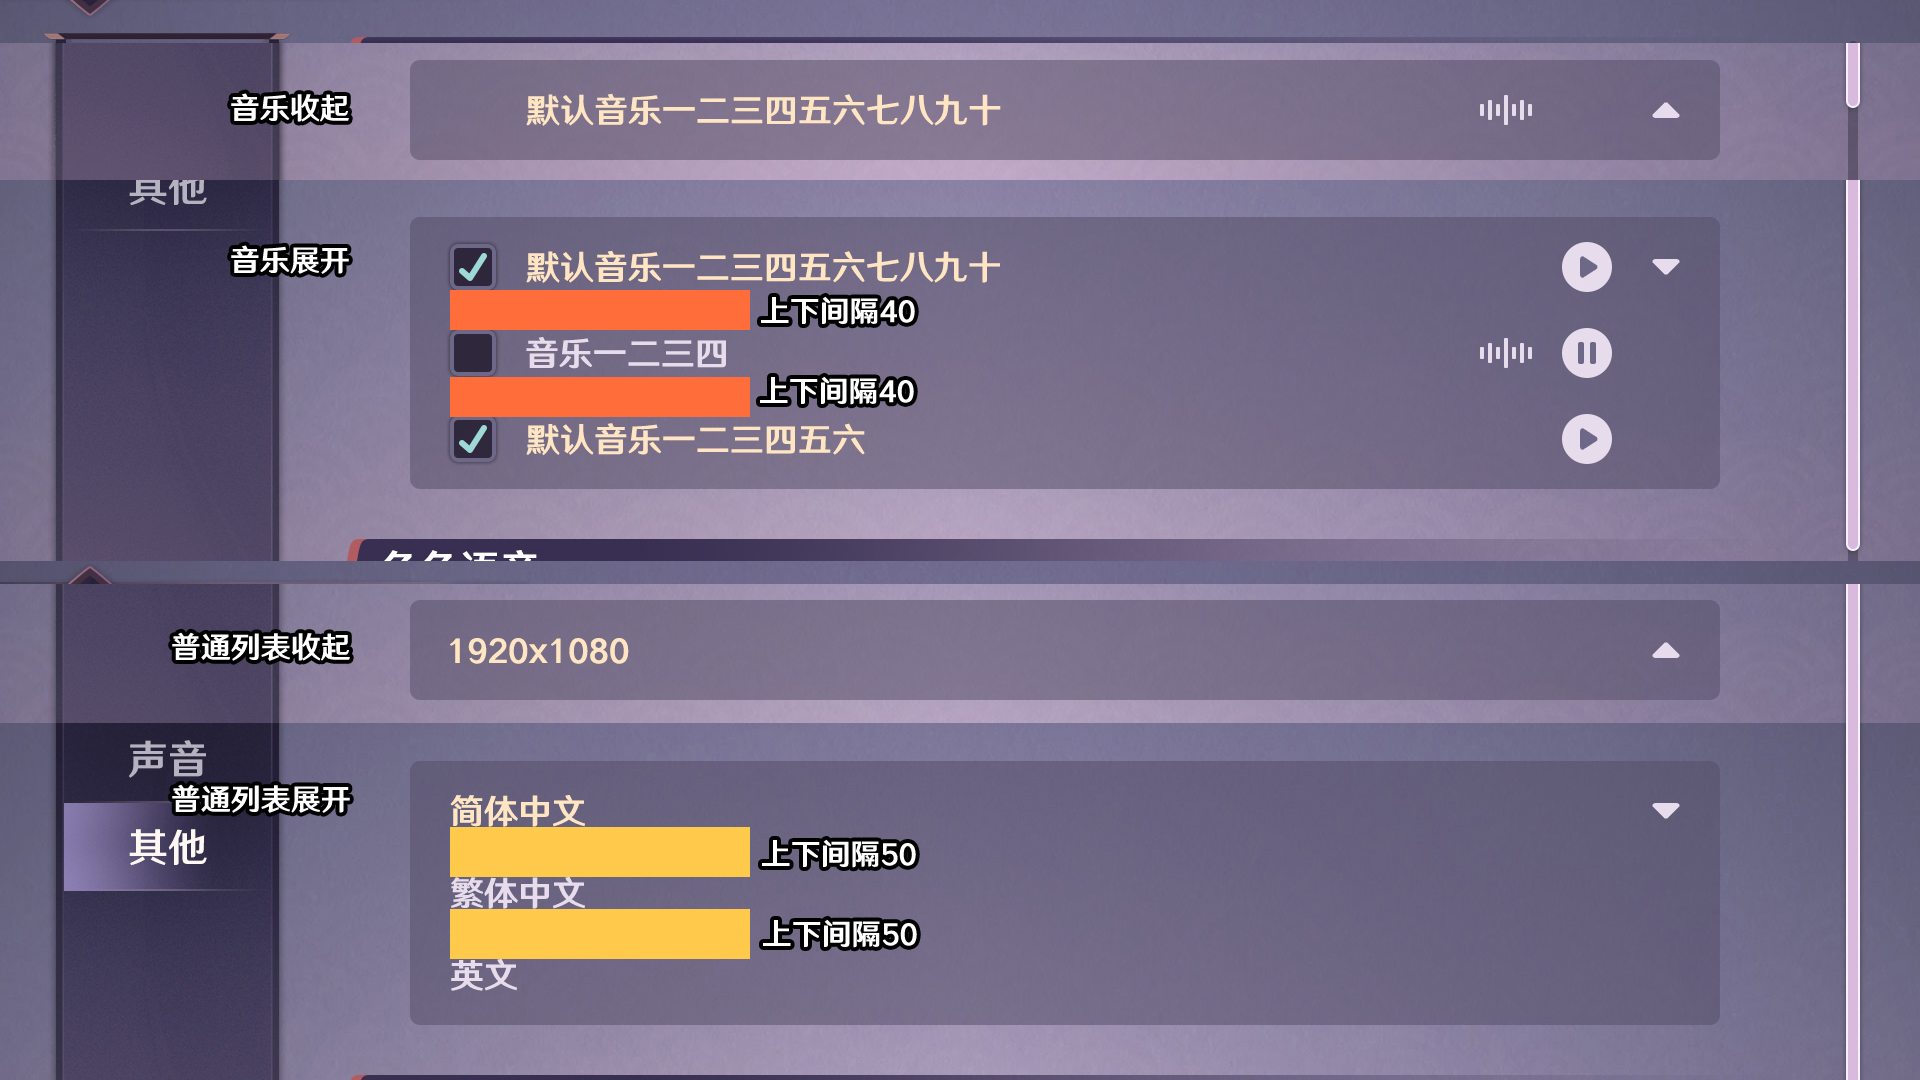 音乐收起
默认音乐一二三四五六七八九十
其他
音乐展开
默认音乐一二三四五六七八九十
上下间隔40
音乐一二三四
上下间隔40
默认音乐一二三四五六
普通列表收起
1920x1080
声音
普通列表展开
其他
简体中文
上下间隔50
繁体中文
上下间隔50
英文